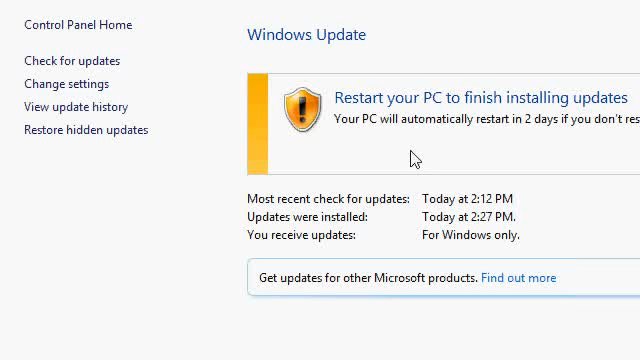 Control Panel Home
Check for updates
Change settings
View update history
Restore hidden updates
Windows Update
Restart your PC to finish installing updates
Your PC will automatically restart in 2 days if you don't
Most recent check for updates: Today at 2:12 PM
Updates were installed: Today at 2:27 PM.
You receive updates: For Windows only.
Get updates for other Microsoft products. Find out more